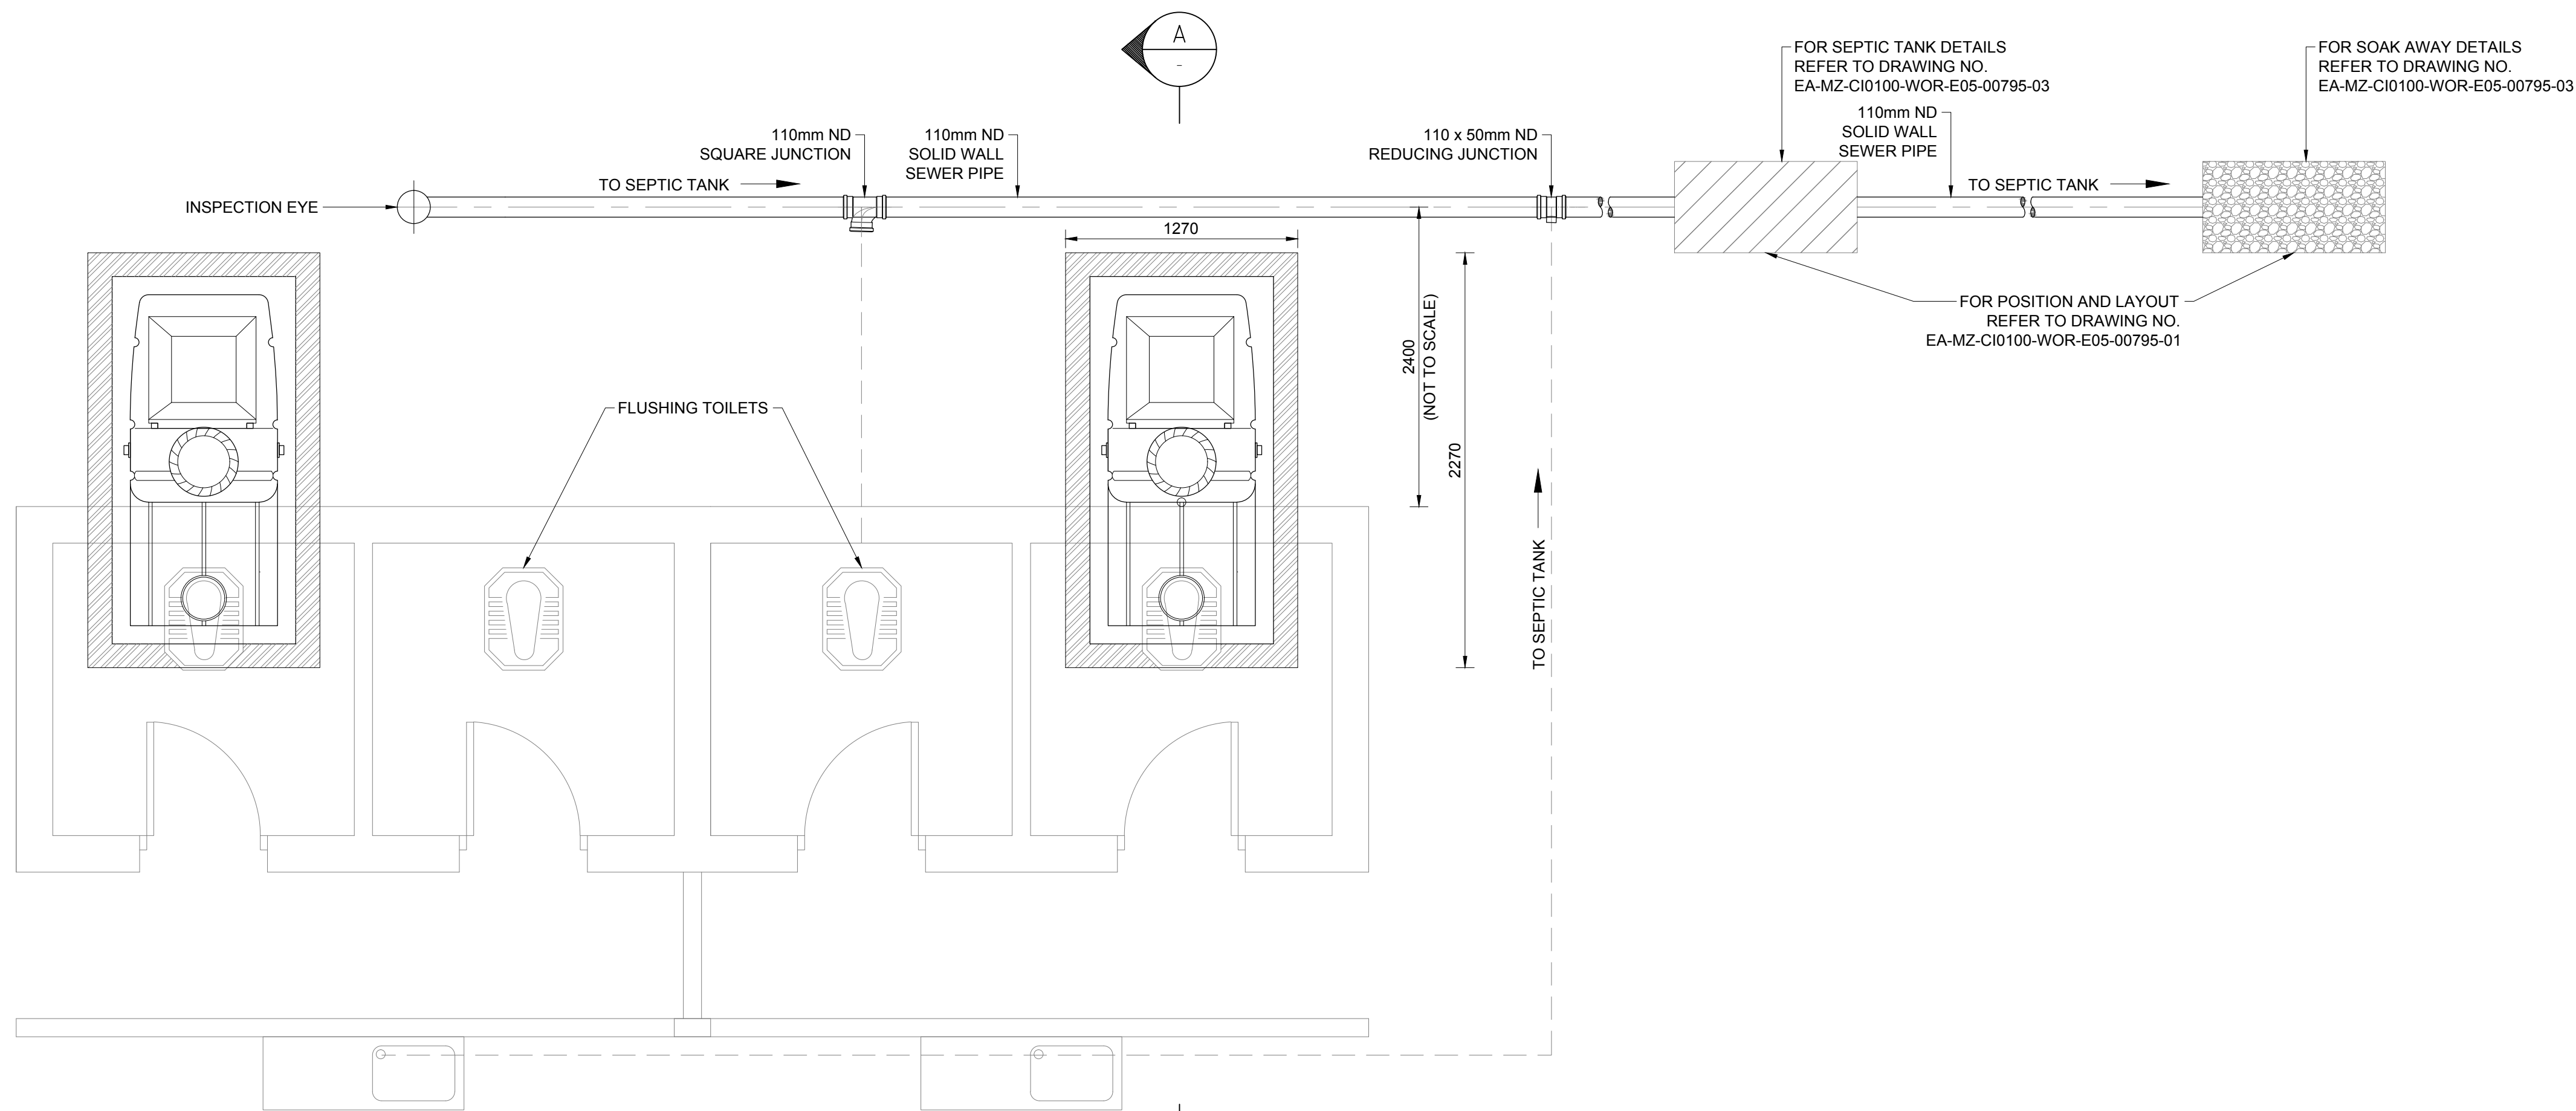 A
-
FOR SEPTIC TANK DETAILS
REFER TO DRAWING NO.
EA-MZ-CI0100-WOR-E05-00795-03
FOR SOAK AWAY DETAILS
REFER TO DRAWING NO.
EA-MZ-CI0100-WOR-E05-00795-03
110mm ND
SQUARE JUNCTION
110mm ND
SOLID WALL
SEWER PIPE
110 x 50mm ND
REDUCING JUNCTION
110mm ND
SOLID WALL
SEWER PIPE
TO SEPTIC TANK
TO SEPTIC TANK
INSPECTION EYE
1270
FOR POSITION AND LAYOUT
REFER TO DRAWING NO.
EA-MZ-CI0100-WOR-E05-00795-01
2400
(NOT TO SCALE)
FLUSHING TOILETS
2270
TO SEPTIC TANK